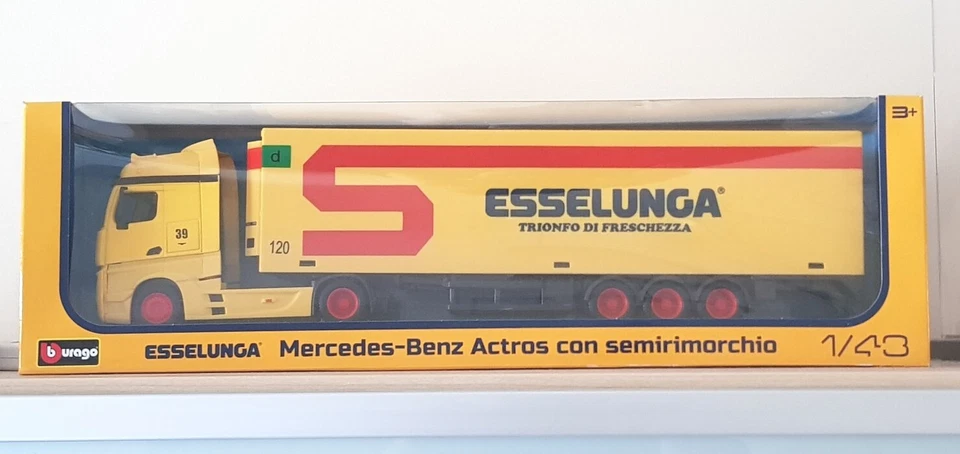 3+
d
39
120
ESSELUNGA®
TRIONFO DI FRESCHEZZA
burago
ESSELUNGA® Mercedes-Benz Actros con semirimorchio 1/43